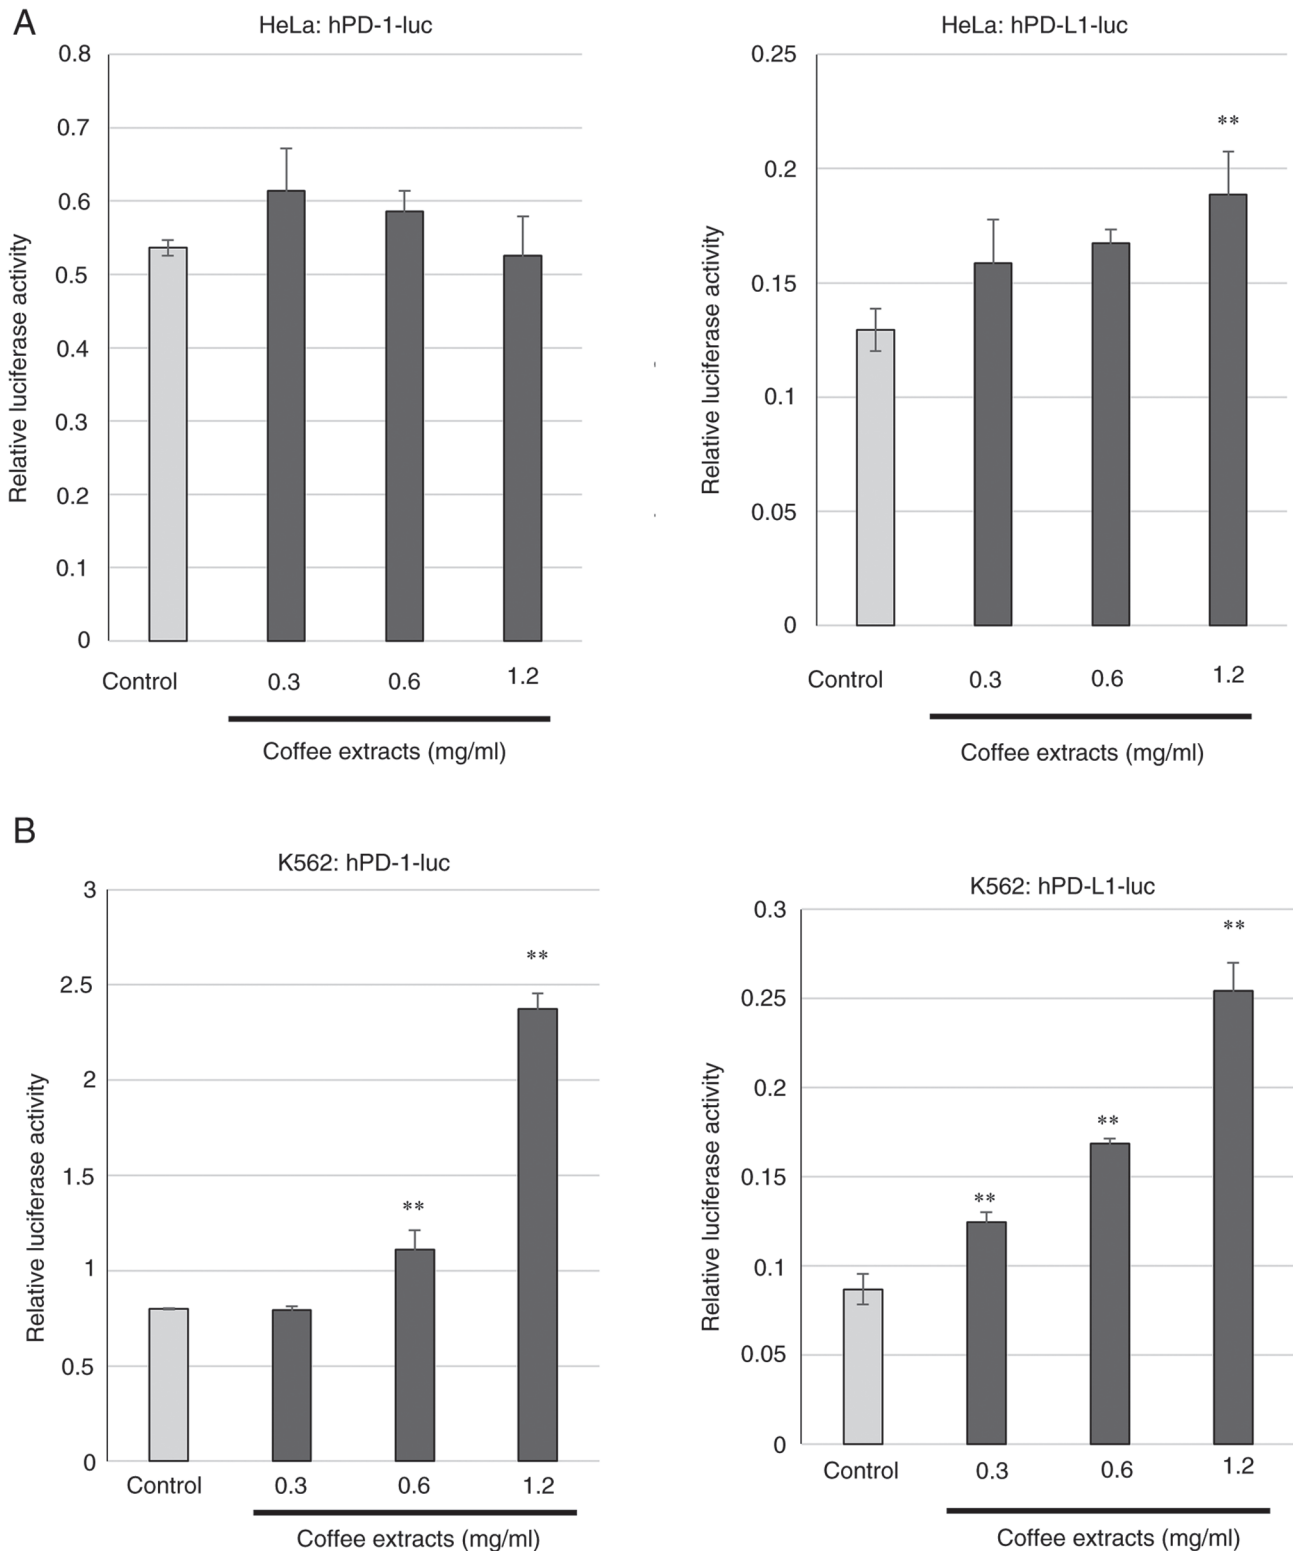 A
HeLa: hPD-1-luc
0.8
0.7
0.6
0.5
0.4
0.3
0.2
0.1
0
Relative luciferase activity
Control 0.3 0.6 1.2
Coffee extracts (mg/ml)
HeLa: hPD-L1-luc
0.25
0.2
0.15
0.1
0.05
0
Relative luciferase activity
**
Control 0.3 0.6 1.2
Coffee extracts (mg/ml)
B
K562: hPD-1-luc
3
2.5
2
1.5
1
0.5
0
Relative luciferase activity
**
**
Control 0.3 0.6 1.2
Coffee extracts (mg/ml)
K562: hPD-L1-luc
0.3
0.25
0.2
0.15
0.1
0.05
0
Relative luciferase activity
**
**
**
Control 0.3 0.6 1.2
Coffee extracts (mg/ml)